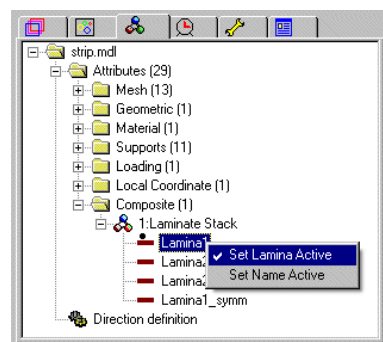 strip.mdl
Attributes (29)
Mesh (13)
Geometric (1)
Material (1)
Supports (11)
Loading (1)
Local Coordinate (1)
Composite (1)
1:Laminate Stack
Lamina1
Set Lamina Active
Set Name Active
Lamina1_symm
Direction definition